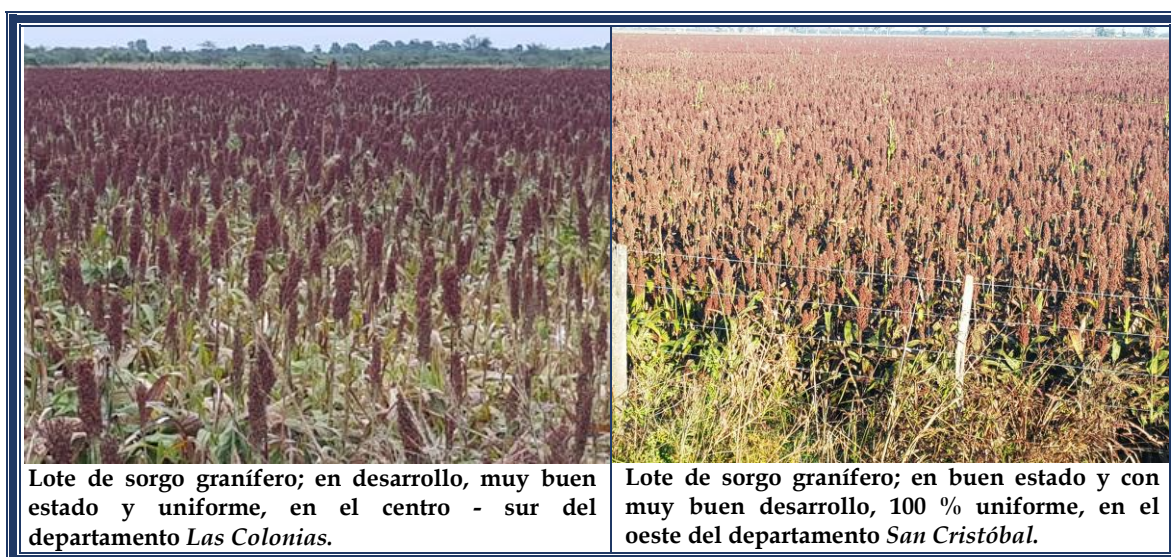 Lote de sorgo granífero; en desarrollo, muy buen
estado y uniforme, en el centro - sur del
departamento Las Colonias.
Lote de sorgo granífero; en buen estado y con
muy buen desarrollo, 100 % uniforme, en el
oeste del departamento San Cristóbal.